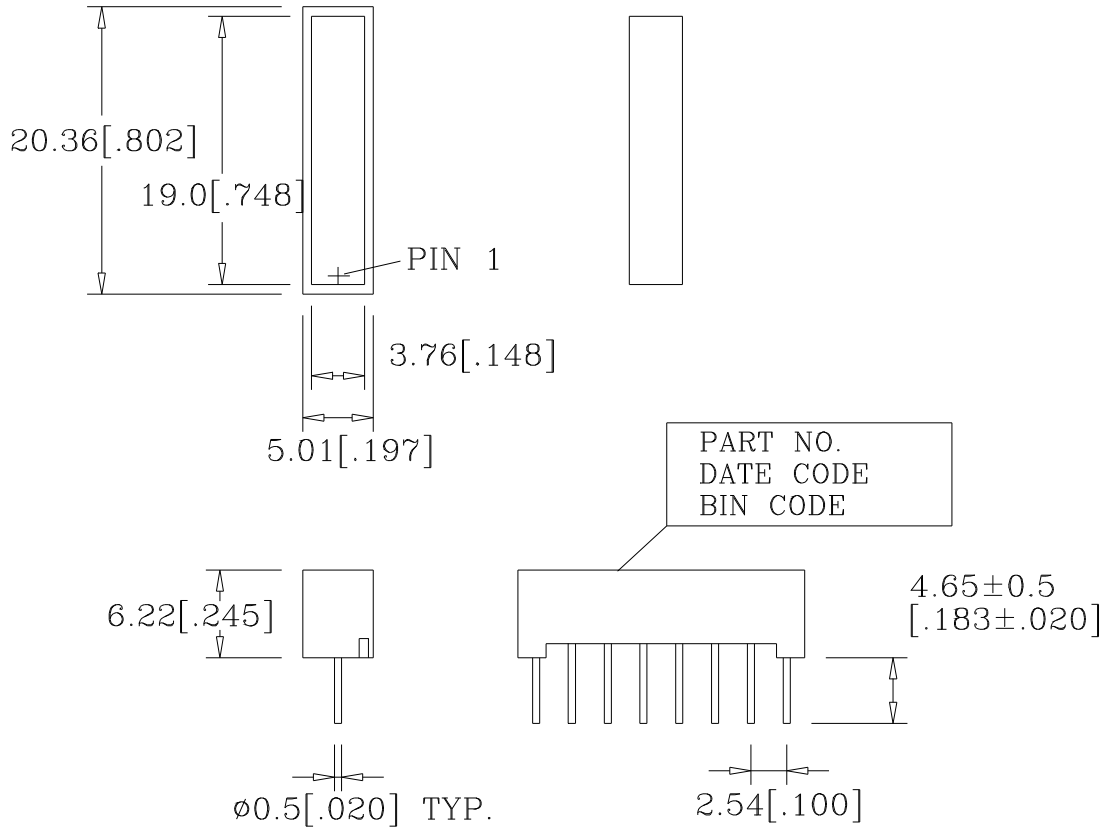 20.36[.802]
19.0[.748]
PIN 1
3.76[.148]
5.01[.197]
PART NO.
DATE CODE
BIN CODE
6.22[.245]
4.65±0.5
[.183±.020]
ø0.5[.020] TYP.
2.54[.100]